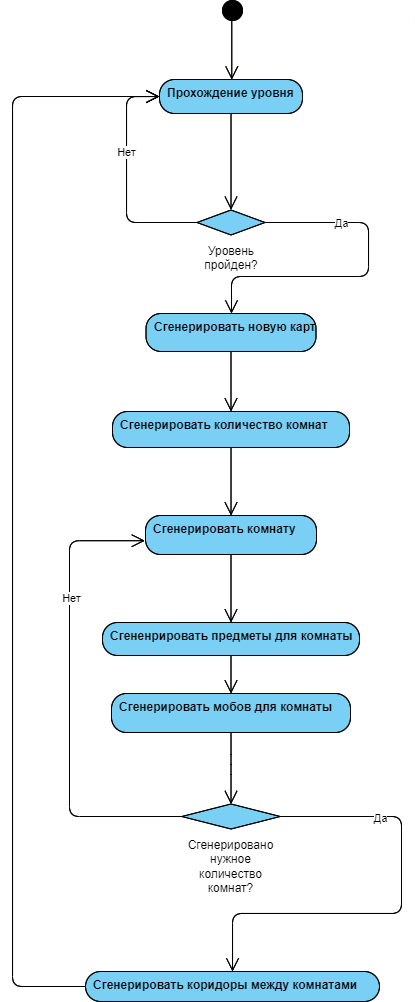 Прохождение уровня
Нет
Да
Уровень
пройден?
Сгенерировать новую карт
Сгенерировать количество комнат
Сгенерировать комнату
Нет
Сгененрировать предметы для комнаты
Сгенерировать мобов для комнаты
Да
Сгенерировано
нужное
количество
комнат?
Сгенерировать коридоры между комнатами